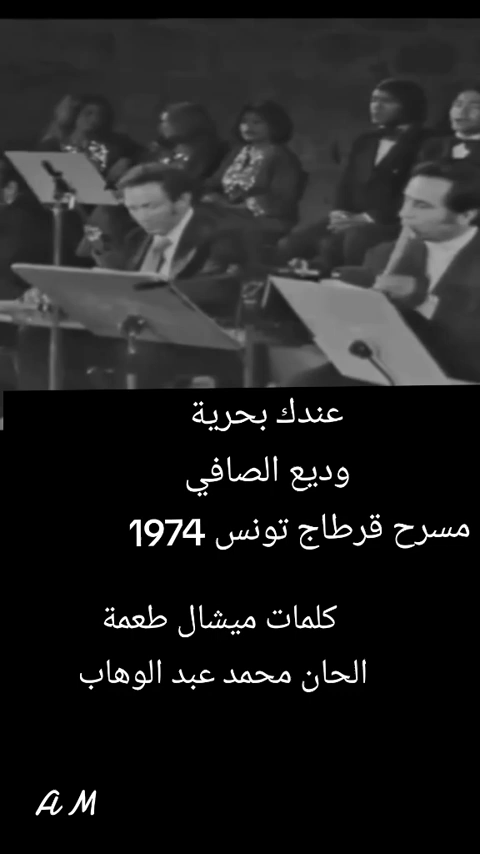 عندك بحرية
وديع الصافي
مسرح قرطاج تونس 1974
كلمات ميشال طعمة
الحان محمد عبد الوهاب
A M